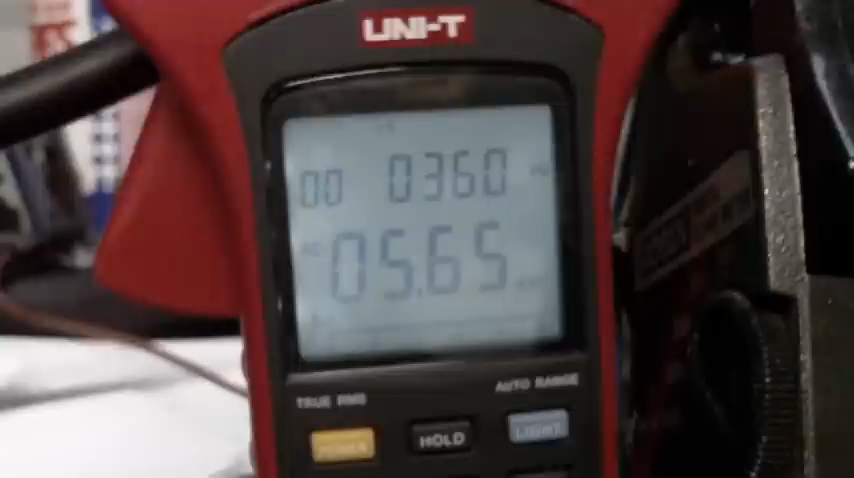 UNI-T
00 0360
05.65
TRUE RMS AUTO RANGE
POWER HOLD LIGHT